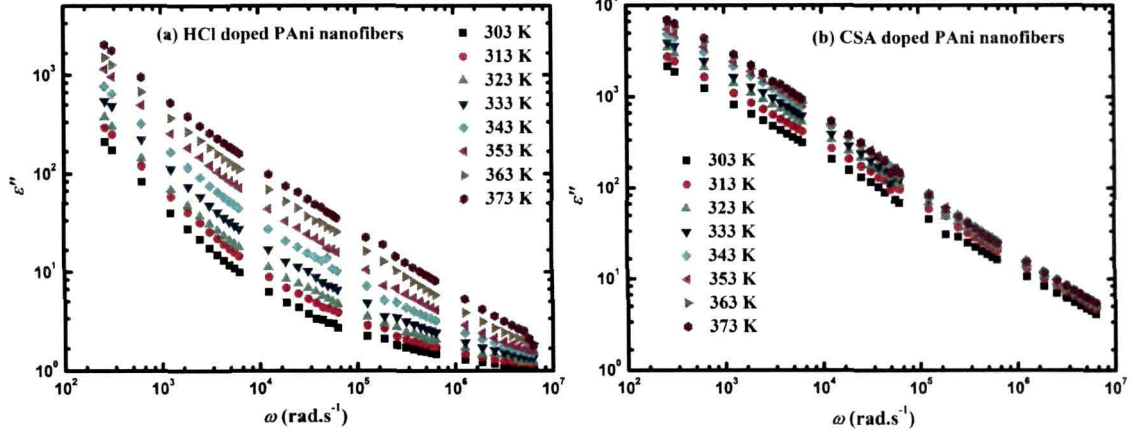 (a) HCl doped PAni nanofibers
303 K
313 K
323 K
333 K
343 K
353 K
363 K
373 K
10³
10²
10¹
10⁰
ε″
10² 10³ 10⁴ 10⁵ 10⁶ 10⁷
ω (rad.s⁻¹)
(b) CSA doped PAni nanofibers
303 K
313 K
323 K
333 K
343 K
353 K
363 K
373 K
10³
10²
10¹
10⁰
ε″
10² 10³ 10⁴ 10⁵ 10⁶ 10⁷
ω (rad.s⁻¹)